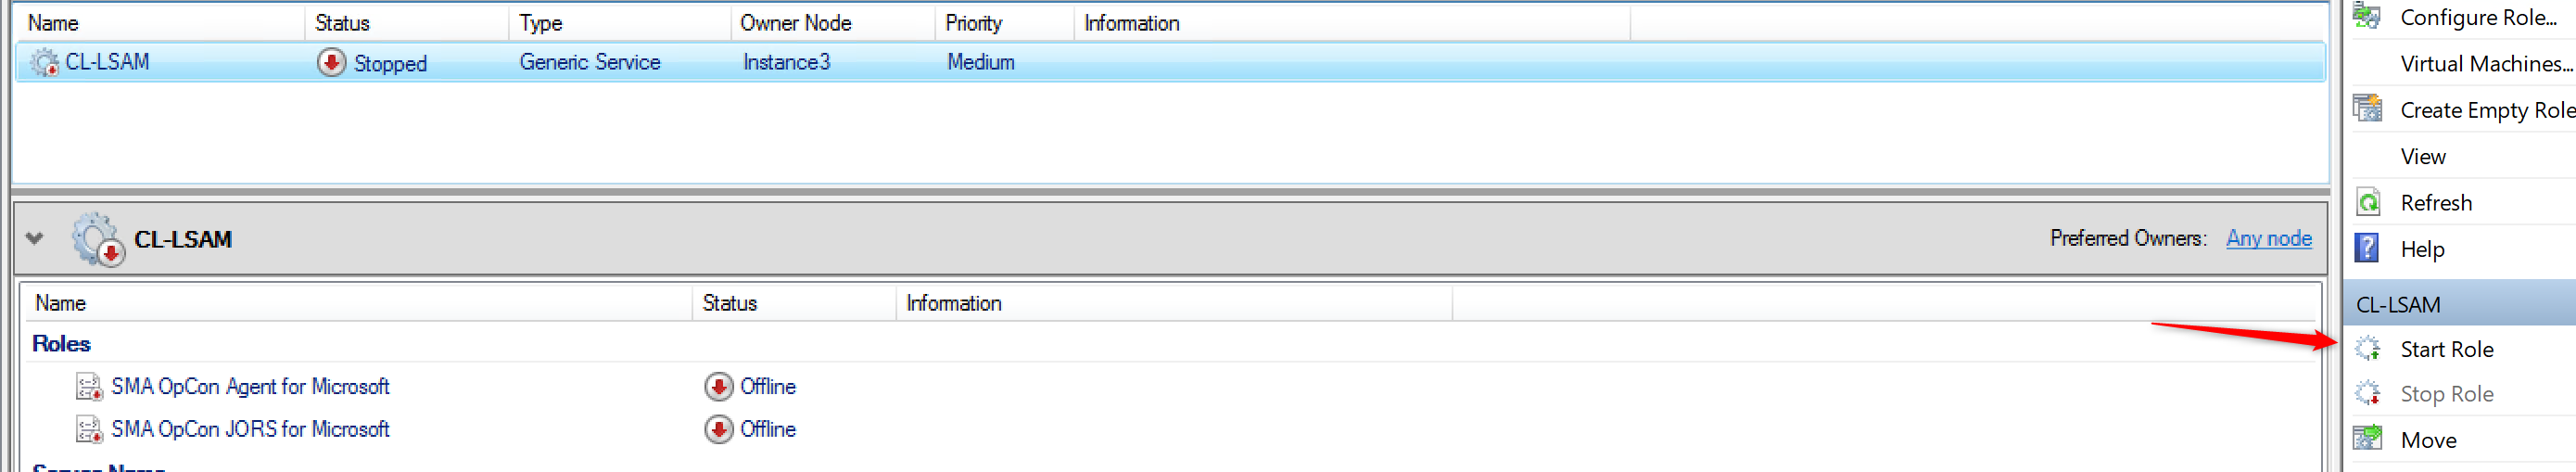 Name Status Type Owner Node Priority Information
CL-LSAM Stopped Generic Service Instance3 Medium
CL-LSAM Preferred Owners: Any node
Name Status Information
Roles
SMA OpCon Agent for Microsoft Offline
SMA OpCon JORS for Microsoft Offline
Server Name
Configure Role...
Virtual Machines...
Create Empty Role
View
Refresh
Help
CL-LSAM
Start Role
Stop Role
Move